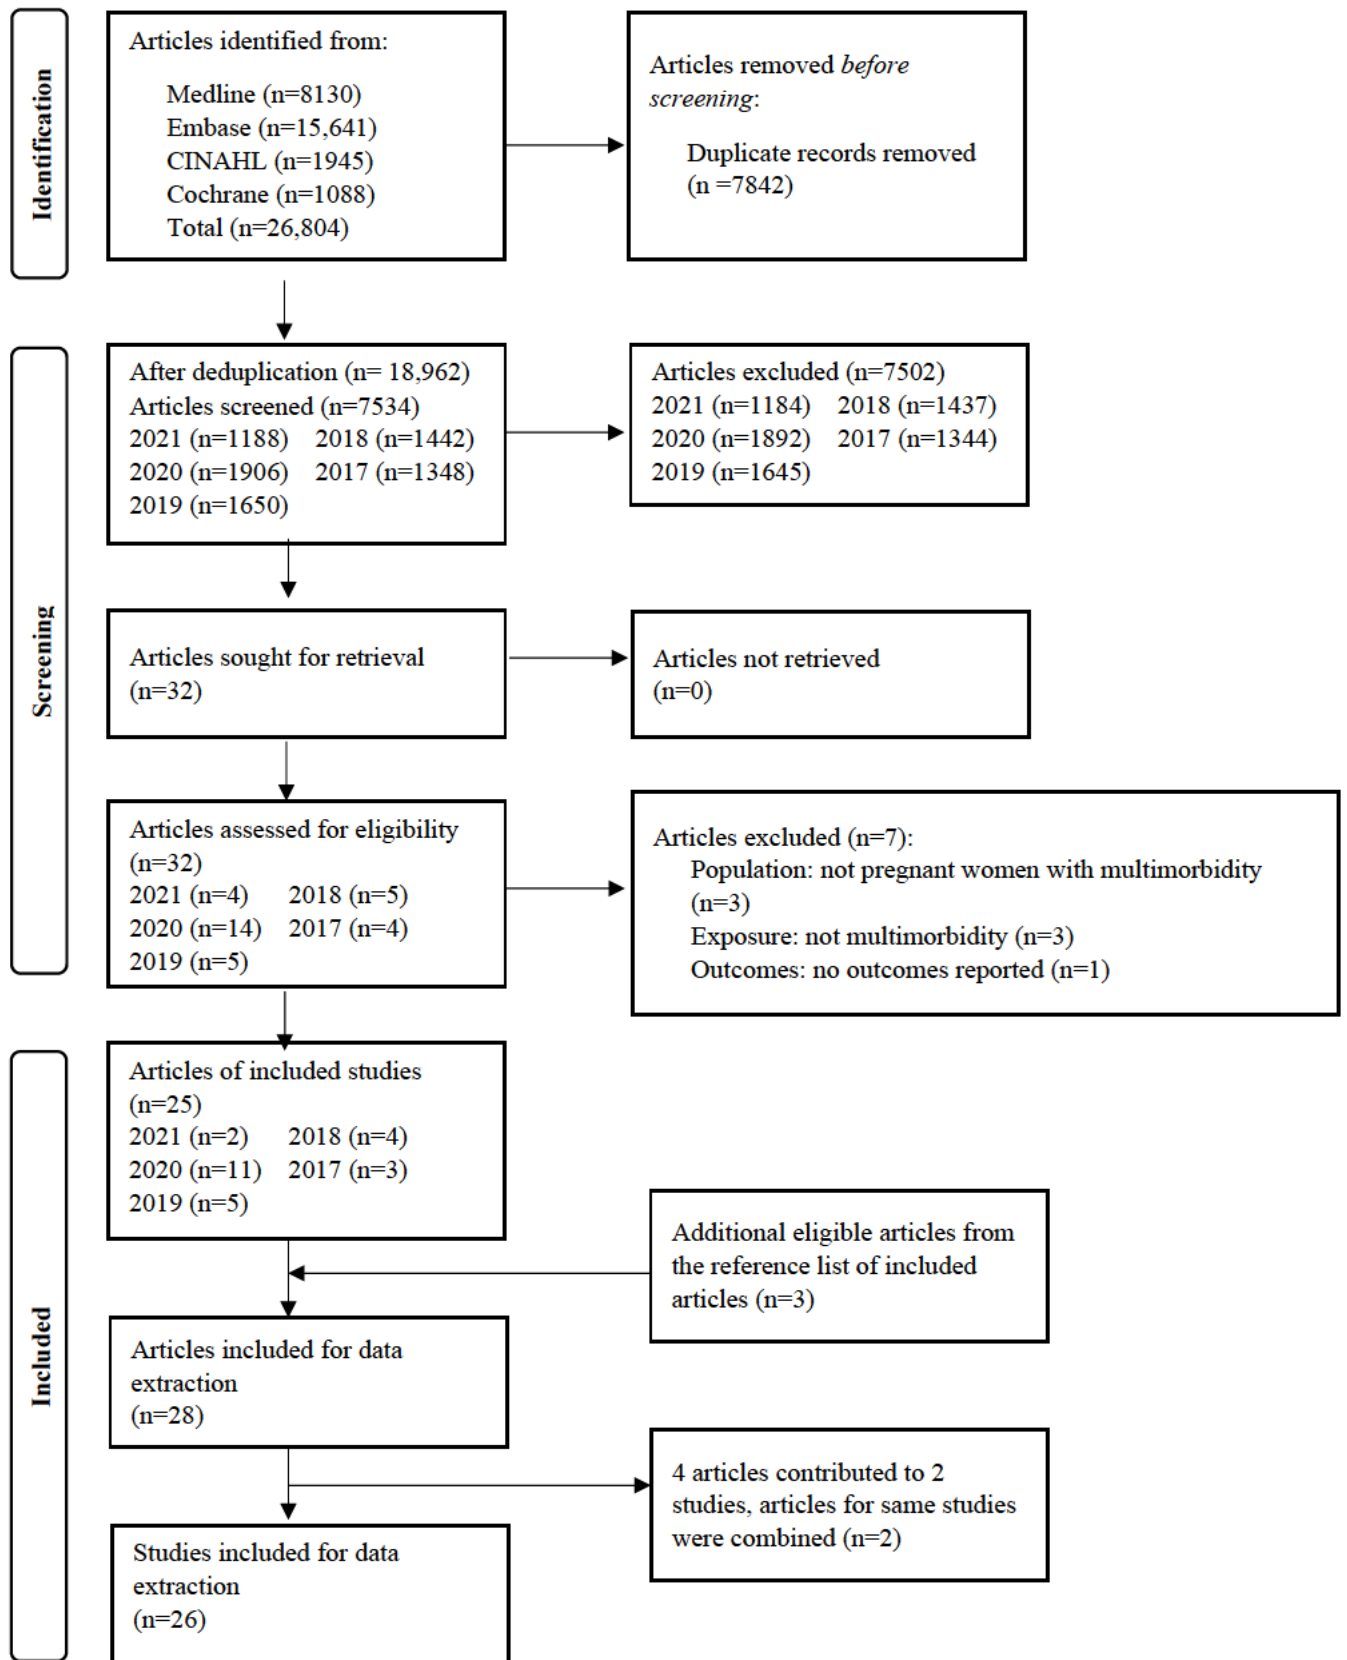 Identification
Articles identified from:
Medline (n=8130)
Embase (n=15,641)
CINAHL (n=1945)
Cochrane (n=1088)
Total (n=26,804)
Articles removed before
screening:
Duplicate records removed
(n =7842)
Screening
After deduplication (n= 18,962)
Articles screened (n=7534)
2021 (n=1188) 2018 (n=1442)
2020 (n=1906) 2017 (n=1348)
2019 (n=1650)
Articles excluded (n=7502)
2021 (n=1184) 2018 (n=1437)
2020 (n=1892) 2017 (n=1344)
2019 (n=1645)
Articles sought for retrieval
(n=32)
Articles not retrieved
(n=0)
Articles assessed for eligibility
(n=32)
2021 (n=4) 2018 (n=5)
2020 (n=14) 2017 (n=4)
2019 (n=5)
Articles excluded (n=7):
Population: not pregnant women with multimorbidity
(n=3)
Exposure: not multimorbidity (n=3)
Outcomes: no outcomes reported (n=1)
Included
Articles of included studies
(n=25)
2021 (n=2) 2018 (n=4)
2020 (n=11) 2017 (n=3)
2019 (n=5)
Additional eligible articles from
the reference list of included
articles (n=3)
Articles included for data
extraction
(n=28)
4 articles contributed to 2
studies, articles for same studies
were combined (n=2)
Studies included for data
extraction
(n=26)